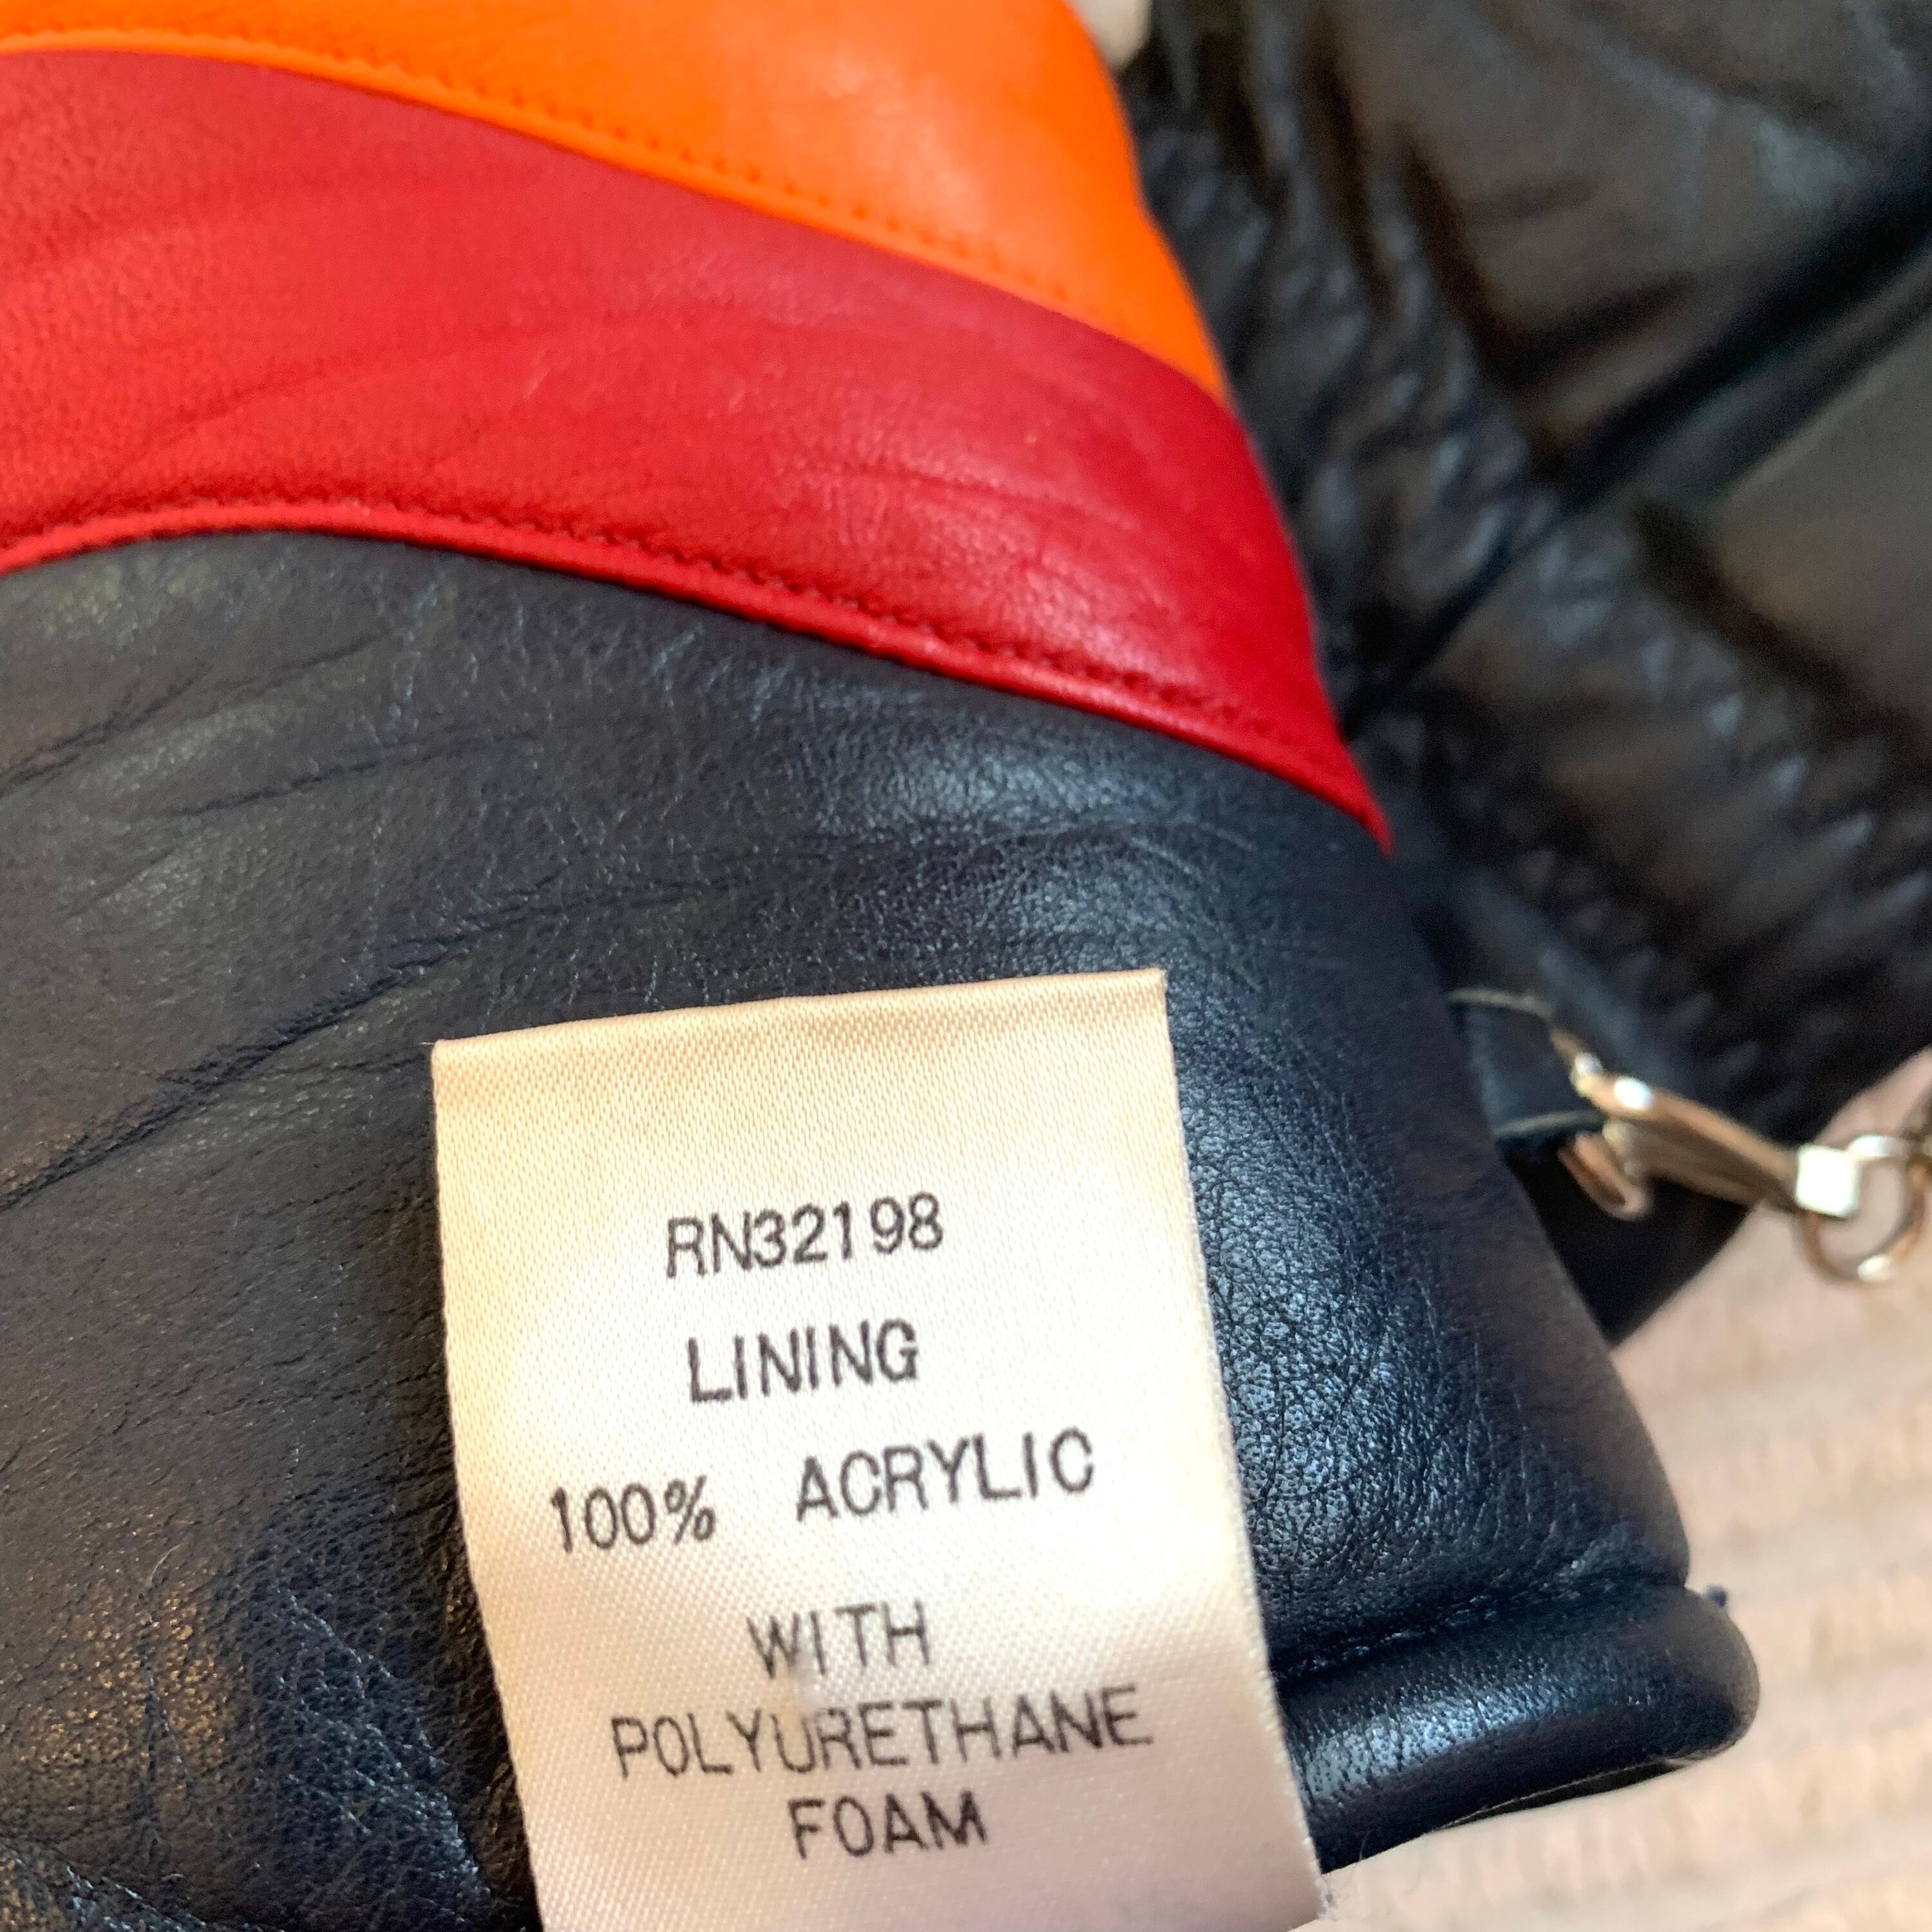 RN32198
LINING
100% ACRYLIC
WITH
POLYURETHANE
FOAM